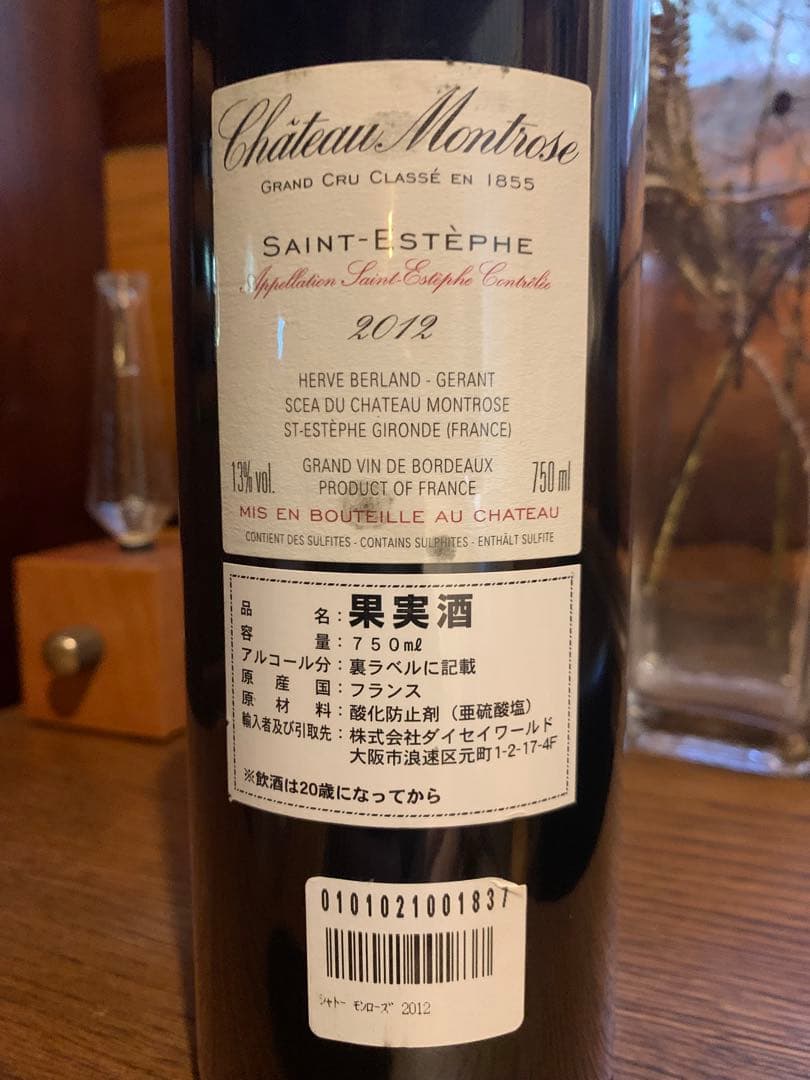 Château Montrose
GRAND CRU CLASSÉ EN 1855
SAINT-ESTÈPHE
Appellation Saint-Estèphe Contrôlée
2012
HERVE BERLAND - GERANT
SCEA DU CHATEAU MONTROSE
ST-ESTÈPHE GIRONDE (FRANCE)
13% vol. GRAND VIN DE BORDEAUX 750 ml
PRODUCT OF FRANCE
MIS EN BOUTEILLE AU CHATEAU
CONTIENT DES SULFITES - CONTAINS SULPHITES - ENTHÄLT SULFITE
品名：果実酒
容量：７５０㎖
アルコール分：裏ラベルに記載
原産国：フランス
原材料：酸化防止剤（亜硫酸塩）
輸入者及び引取先：株式会社ダイセイワールド
大阪市浪速区元町1-2-17-4F
※飲酒は20歳になってから
0101021001837
ｼｬﾄｰ ﾓﾝﾛｰｽﾞ 2012